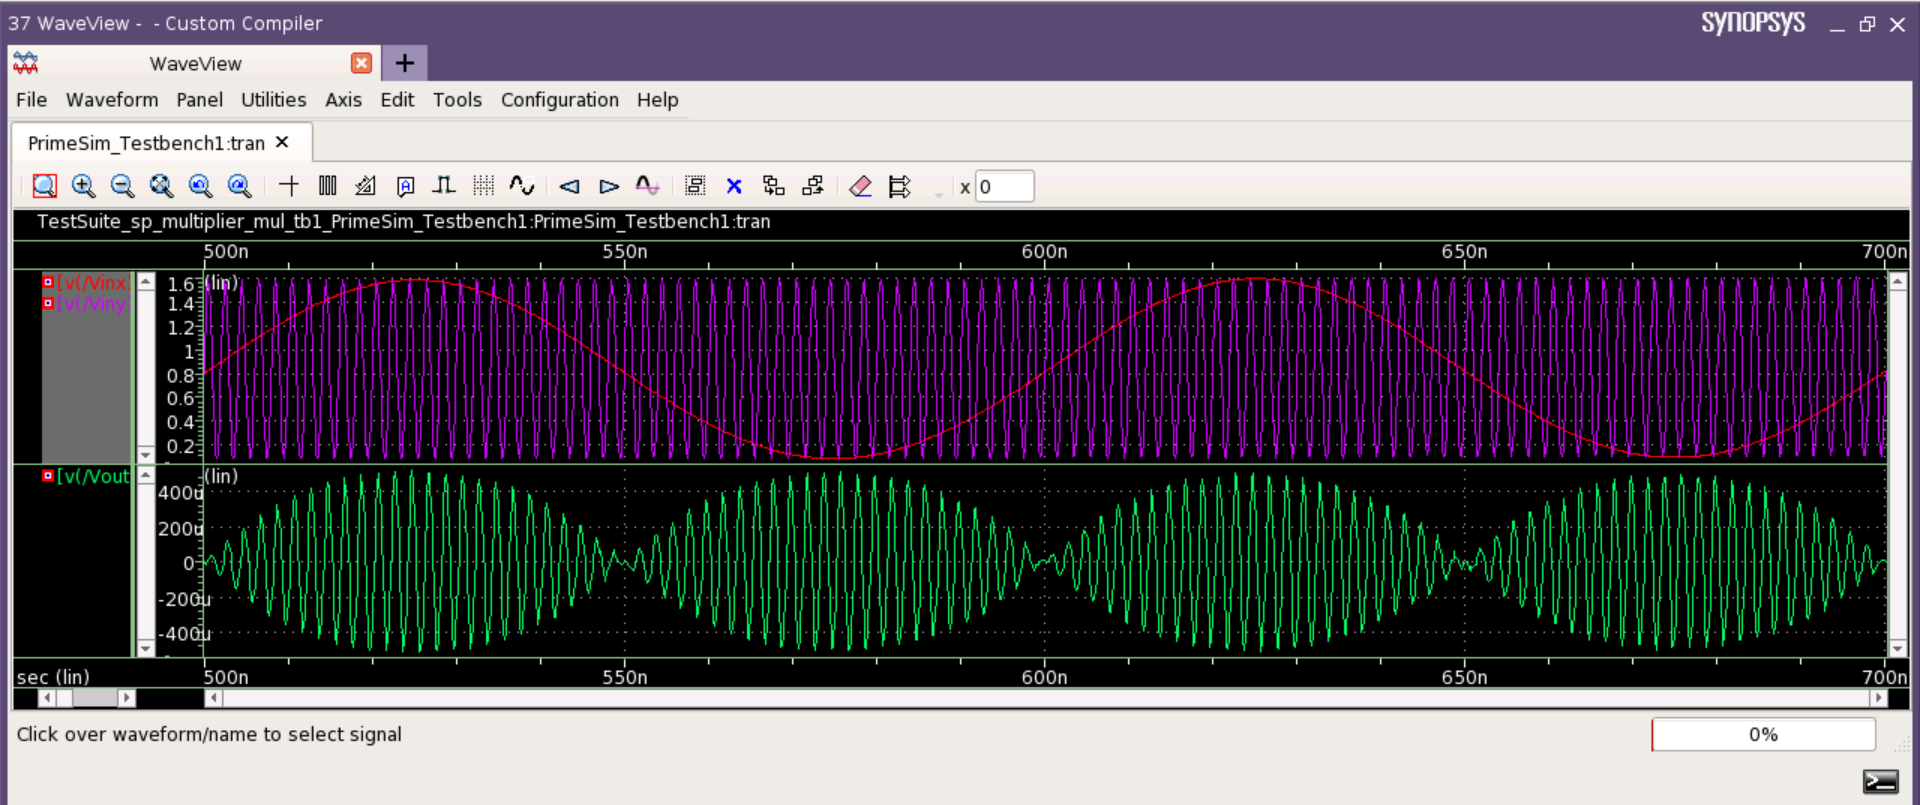 37 WaveView - - Custom Compiler
SYNOPSYS
WaveView
File Waveform Panel Utilities Axis Edit Tools Configuration Help
PrimeSim_Testbench1:tran
x 0
TestSuite_sp_multiplier_mul_tb1_PrimeSim_Testbench1:PrimeSim_Testbench1:tran
500n 550n 600n 650n 700n
[v(/Vinx
[v(/Viny
(lin)
1.6
1.4
1.2
1
0.8
0.6
0.4
0.2
[v(/Vout
(lin)
400u
200u
0
-200u
-400u
sec (lin) 500n 550n 600n 650n 700n
Click over waveform/name to select signal
0%